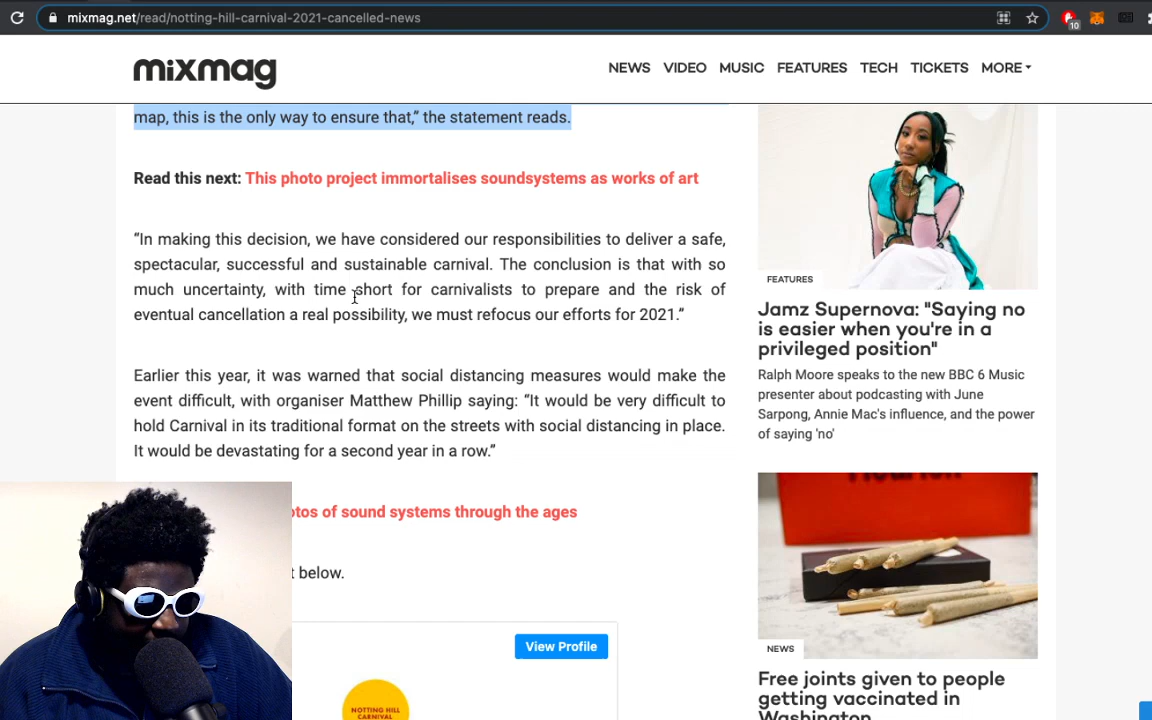 mixmag.net/read/notting-hill-carnival-2021-cancelled-news
10
mixmag
NEWS VIDEO MUSIC FEATURES TECH TICKETS MORE
map, this is the only way to ensure that,” the statement reads.
Read this next: This photo project immortalises soundsystems as works of art
“In making this decision, we have considered our responsibilities to deliver a safe,
spectacular, successful and sustainable carnival. The conclusion is that with so
much uncertainty, with time short for carnivalists to prepare and the risk of
eventual cancellation a real possibility, we must refocus our efforts for 2021.”
Earlier this year, it was warned that social distancing measures would make the
event difficult, with organiser Matthew Phillip saying: “It would be very difficult to
hold Carnival in its traditional format on the streets with social distancing in place.
It would be devastating for a second year in a row.”
otos of sound systems through the ages
t below.
View Profile
NOTTING HILL
CARNIVAL
FEATURES
Jamz Supernova: "Saying no
is easier when you're in a
privileged position"
Ralph Moore speaks to the new BBC 6 Music
presenter about podcasting with June
Sarpong, Annie Mac's influence, and the power
of saying 'no'
NEWS
Free joints given to people
getting vaccinated in
Washington